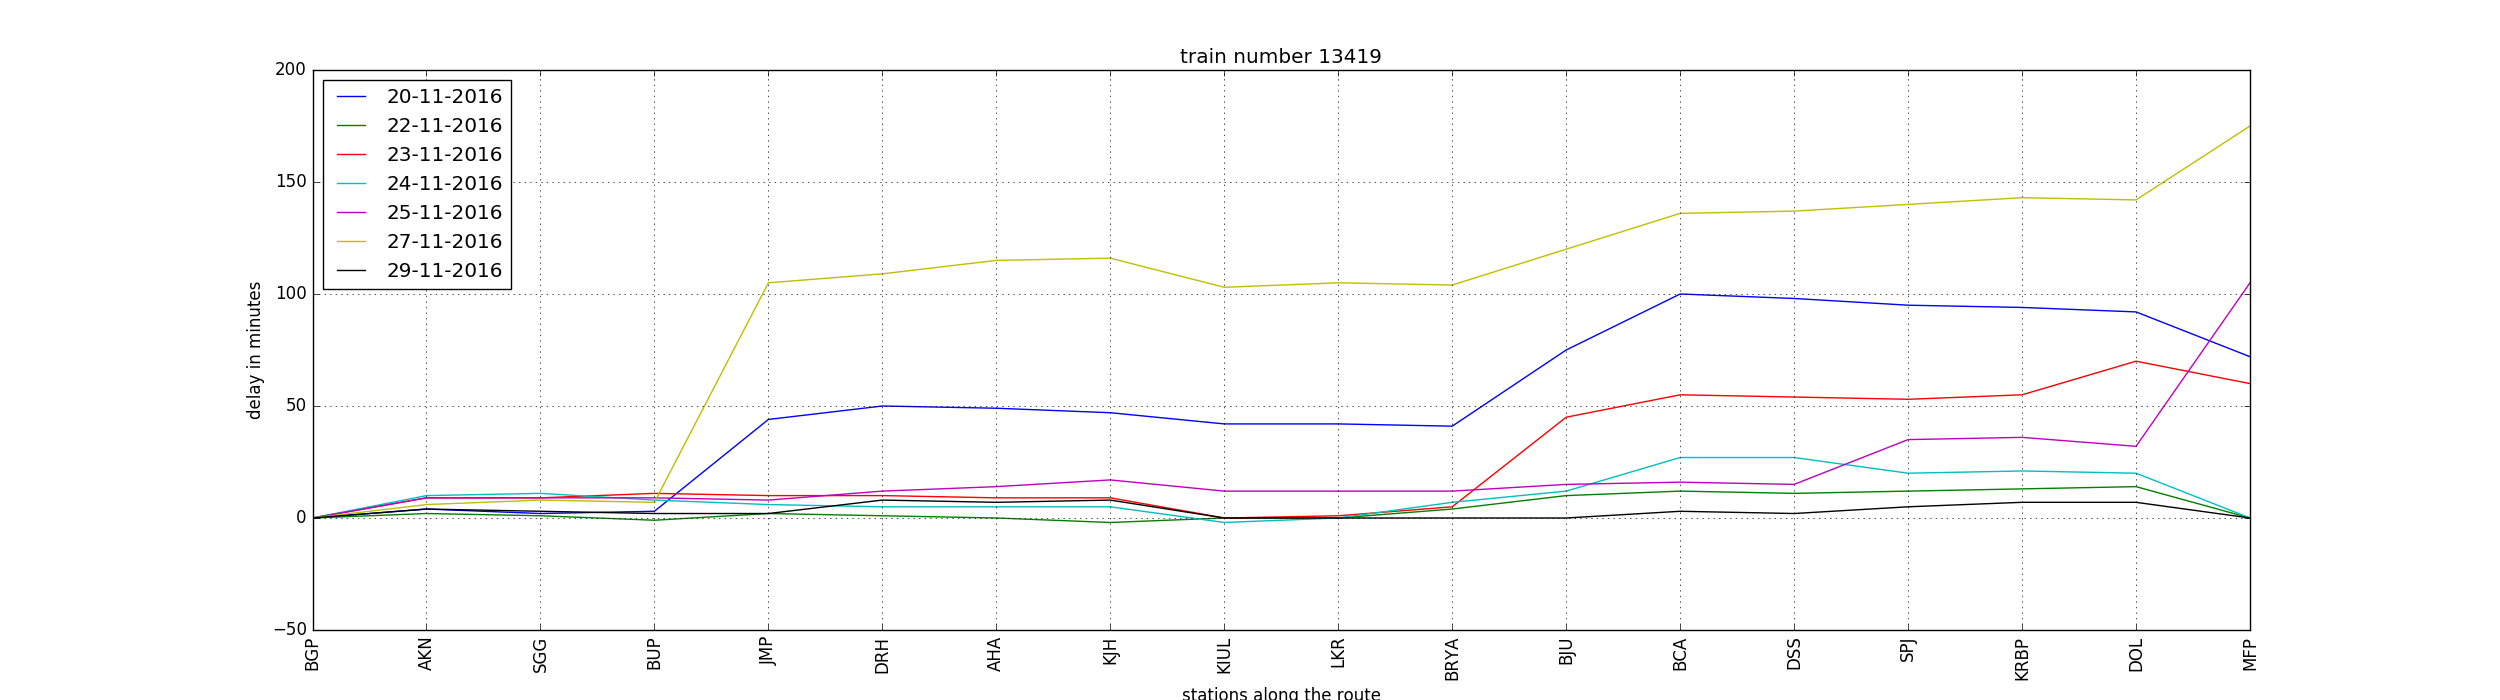 train number 13419
200
150
100
50
0
−50
delay in minutes
20-11-2016
22-11-2016
23-11-2016
24-11-2016
25-11-2016
27-11-2016
29-11-2016
BGP
AKN
SGG
BUP
JMP
DRH
AHA
KJH
KIUL
LKR
BRYA
BJU
BCA
DSS
SPJ
KRBP
DOL
MFP
stations along the route